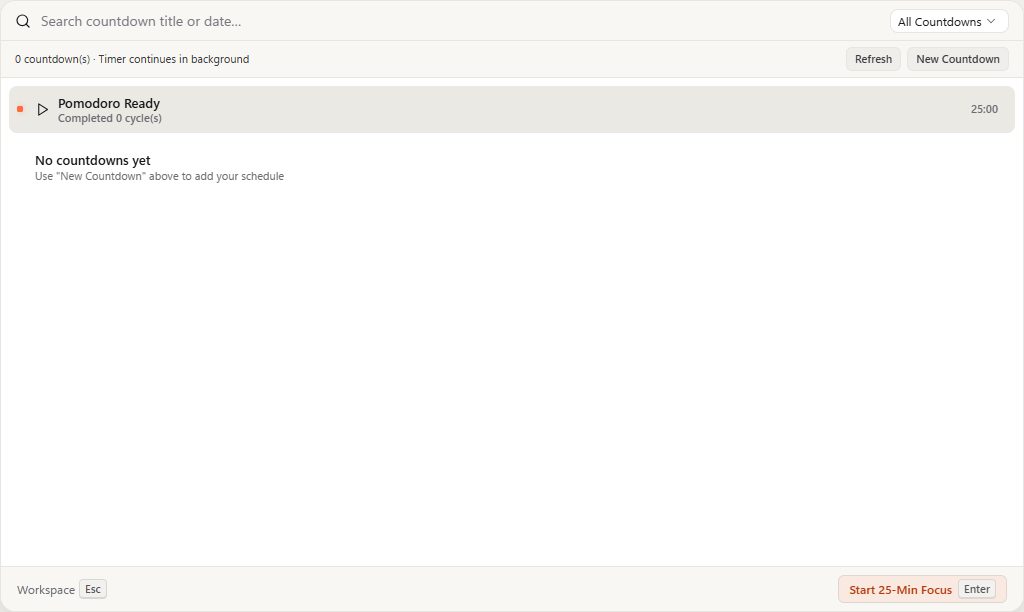 Search countdown title or date...
All Countdowns
0 countdown(s) · Timer continues in background
Refresh
New Countdown
Pomodoro Ready
Completed 0 cycle(s)
25:00
No countdowns yet
Use "New Countdown" above to add your schedule
Workspace Esc
Start 25-Min Focus Enter